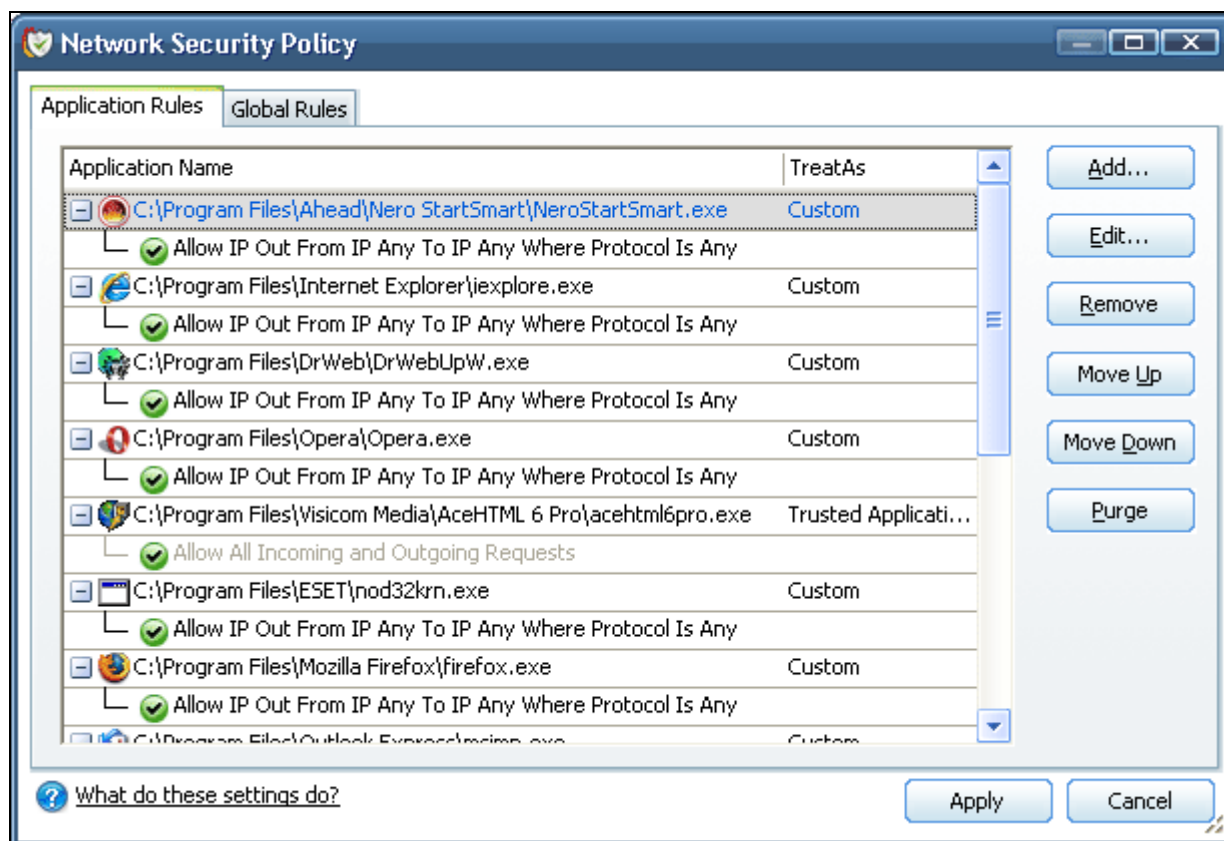 Network Security Policy
Application Rules
Global Rules
Application Name TreatAs
C:\Program Files\Ahead\Nero StartSmart\NeroStartSmart.exe Custom
Allow IP Out From IP Any To IP Any Where Protocol Is Any
C:\Program Files\Internet Explorer\iexplore.exe Custom
Allow IP Out From IP Any To IP Any Where Protocol Is Any
C:\Program Files\DrWeb\DrWebUpW.exe Custom
Allow IP Out From IP Any To IP Any Where Protocol Is Any
C:\Program Files\Opera\Opera.exe Custom
Allow IP Out From IP Any To IP Any Where Protocol Is Any
C:\Program Files\Visicom Media\AceHTML 6 Pro\acehtml6pro.exe Trusted Applicati...
Allow All Incoming and Outgoing Requests
C:\Program Files\ESET\nod32krn.exe Custom
Allow IP Out From IP Any To IP Any Where Protocol Is Any
C:\Program Files\Mozilla Firefox\firefox.exe Custom
Allow IP Out From IP Any To IP Any Where Protocol Is Any
C:\Program Files\Outlook Express\msimn.exe Custom
Add...
Edit...
Remove
Move Up
Move Down
Purge
What do these settings do?
Apply
Cancel